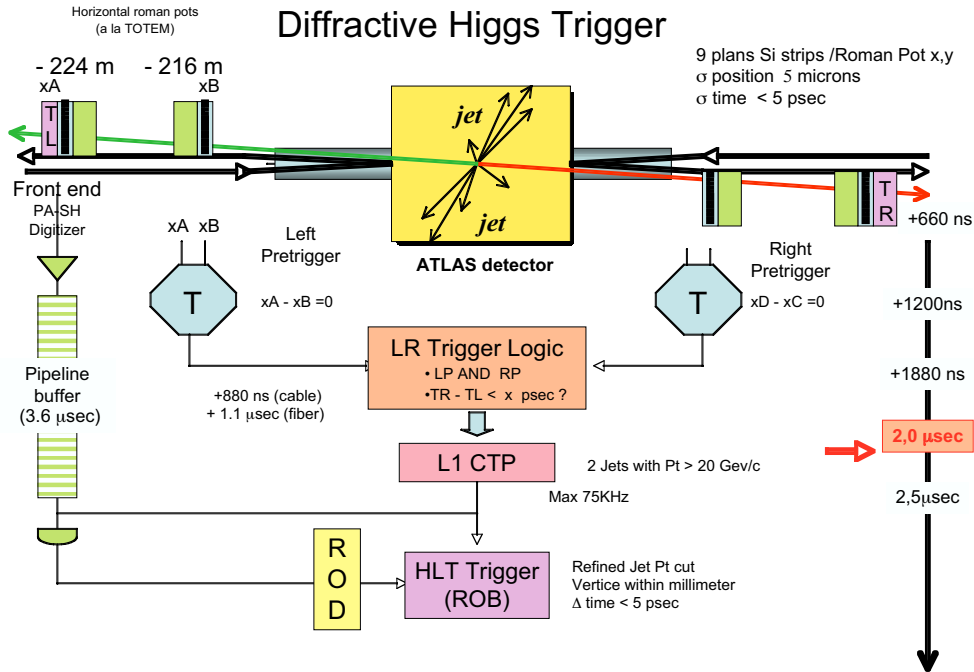 Diffractive Higgs Trigger
Horizontal roman pots
(a la TOTEM)
- 224 m
- 216 m
xA
xB
T
L
9 plans Si strips /Roman Pot x,y
σ position 5 microns
σ time < 5 psec
jet
jet
ATLAS detector
T
R
Front end
PA-SH
Digitizer
xA xB
Left
Pretrigger
T
xA - xB =0
Right
Pretrigger
T
xD - xC =0
+660 ns
+1200ns
+1880 ns
2,0 μsec
2,5μsec
Pipeline
buffer
(3.6 μsec)
+880 ns (cable)
+ 1.1 μsec (fiber)
LR Trigger Logic
• LP AND RP
•TR - TL < x psec ?
L1 CTP
2 Jets with Pt > 20 Gev/c
Max 75KHz
R
O
D
HLT Trigger
(ROB)
Refined Jet Pt cut
Vertice within millimeter
Δ time < 5 psec